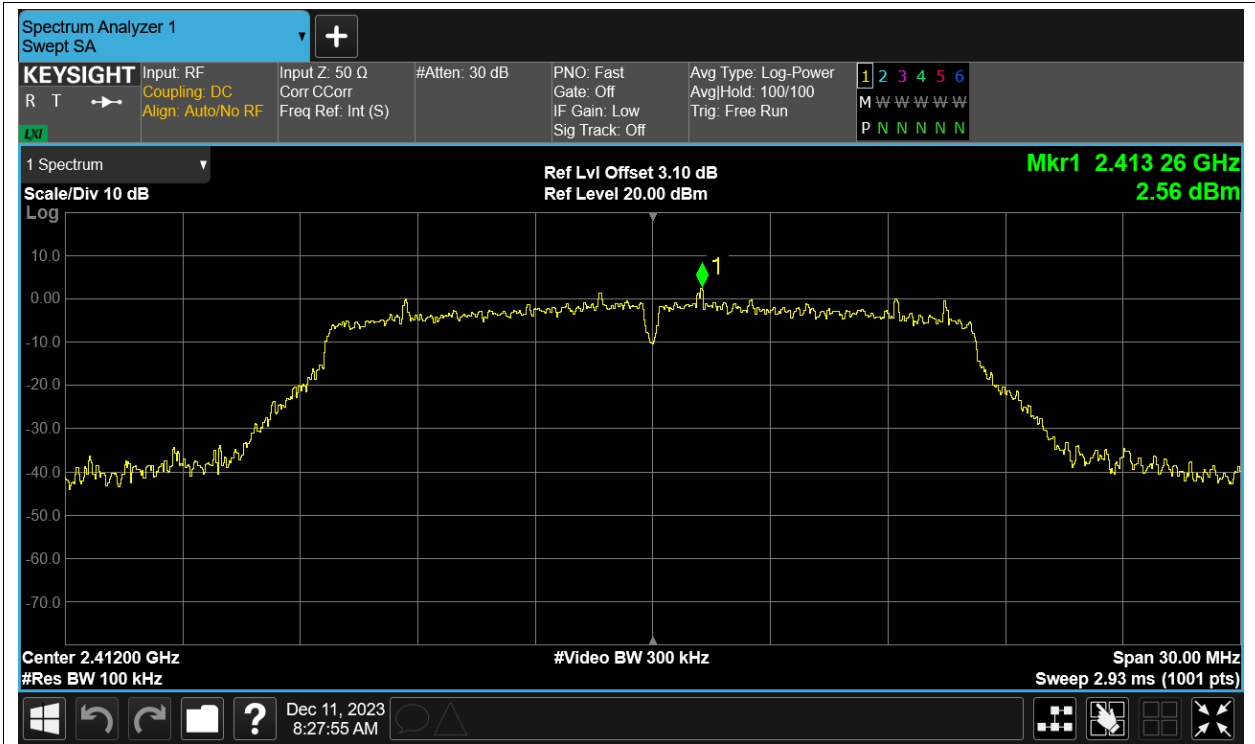 Spectrum Analyzer 1
Swept SA
KEYSIGHT
R T
LXI
Input: RF
Coupling: DC
Align: Auto/No RF
Input Z: 50 Ω
Corr CCorr
Freq Ref: Int (S)
#Atten: 30 dB
PNO: Fast
Gate: Off
IF Gain: Low
Sig Track: Off
Avg Type: Log-Power
Avg|Hold: 100/100
Trig: Free Run
1 2 3 4 5 6
M W W W W W
P N N N N N
1 Spectrum
Scale/Div 10 dB
Log
Ref Lvl Offset 3.10 dB
Ref Level 20.00 dBm
Mkr1 2.413 26 GHz
2.56 dBm
1
10.0
0.00
-10.0
-20.0
-30.0
-40.0
-50.0
-60.0
-70.0
Center 2.41200 GHz
#Res BW 100 kHz
#Video BW 300 kHz
Span 30.00 MHz
Sweep 2.93 ms (1001 pts)
?
Dec 11, 2023
8:27:55 AM